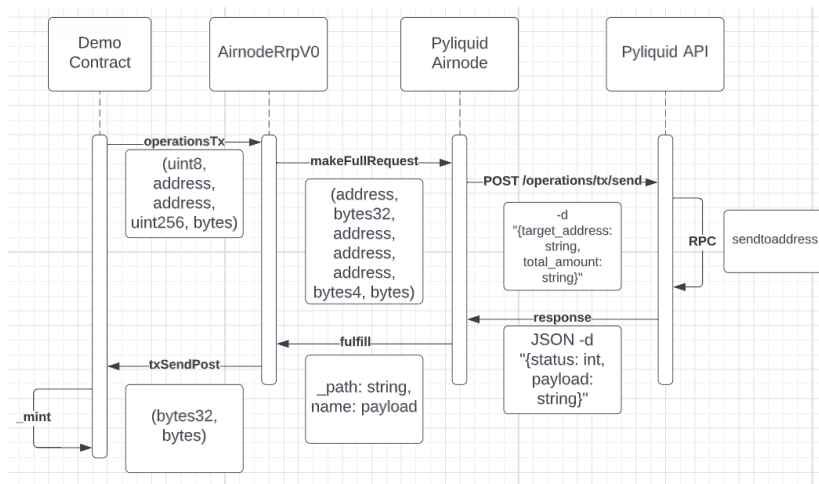 Demo
Contract
AirnodeRrpV0
Pyliquid
Airnode
Pyliquid API
operationsTx
(uint8,
address,
address,
uint256, bytes)
makeFullRequest
(address,
bytes32,
address,
address,
address,
bytes4, bytes)
POST /operations/tx/send
-d
"{target_address:
string,
total_amount:
string}"
RPC
sendtoaddress
response
JSON -d
"{status: int,
payload:
string}"
fulfill
_path: string,
name: payload
txSendPost
(bytes32,
bytes)
_mint